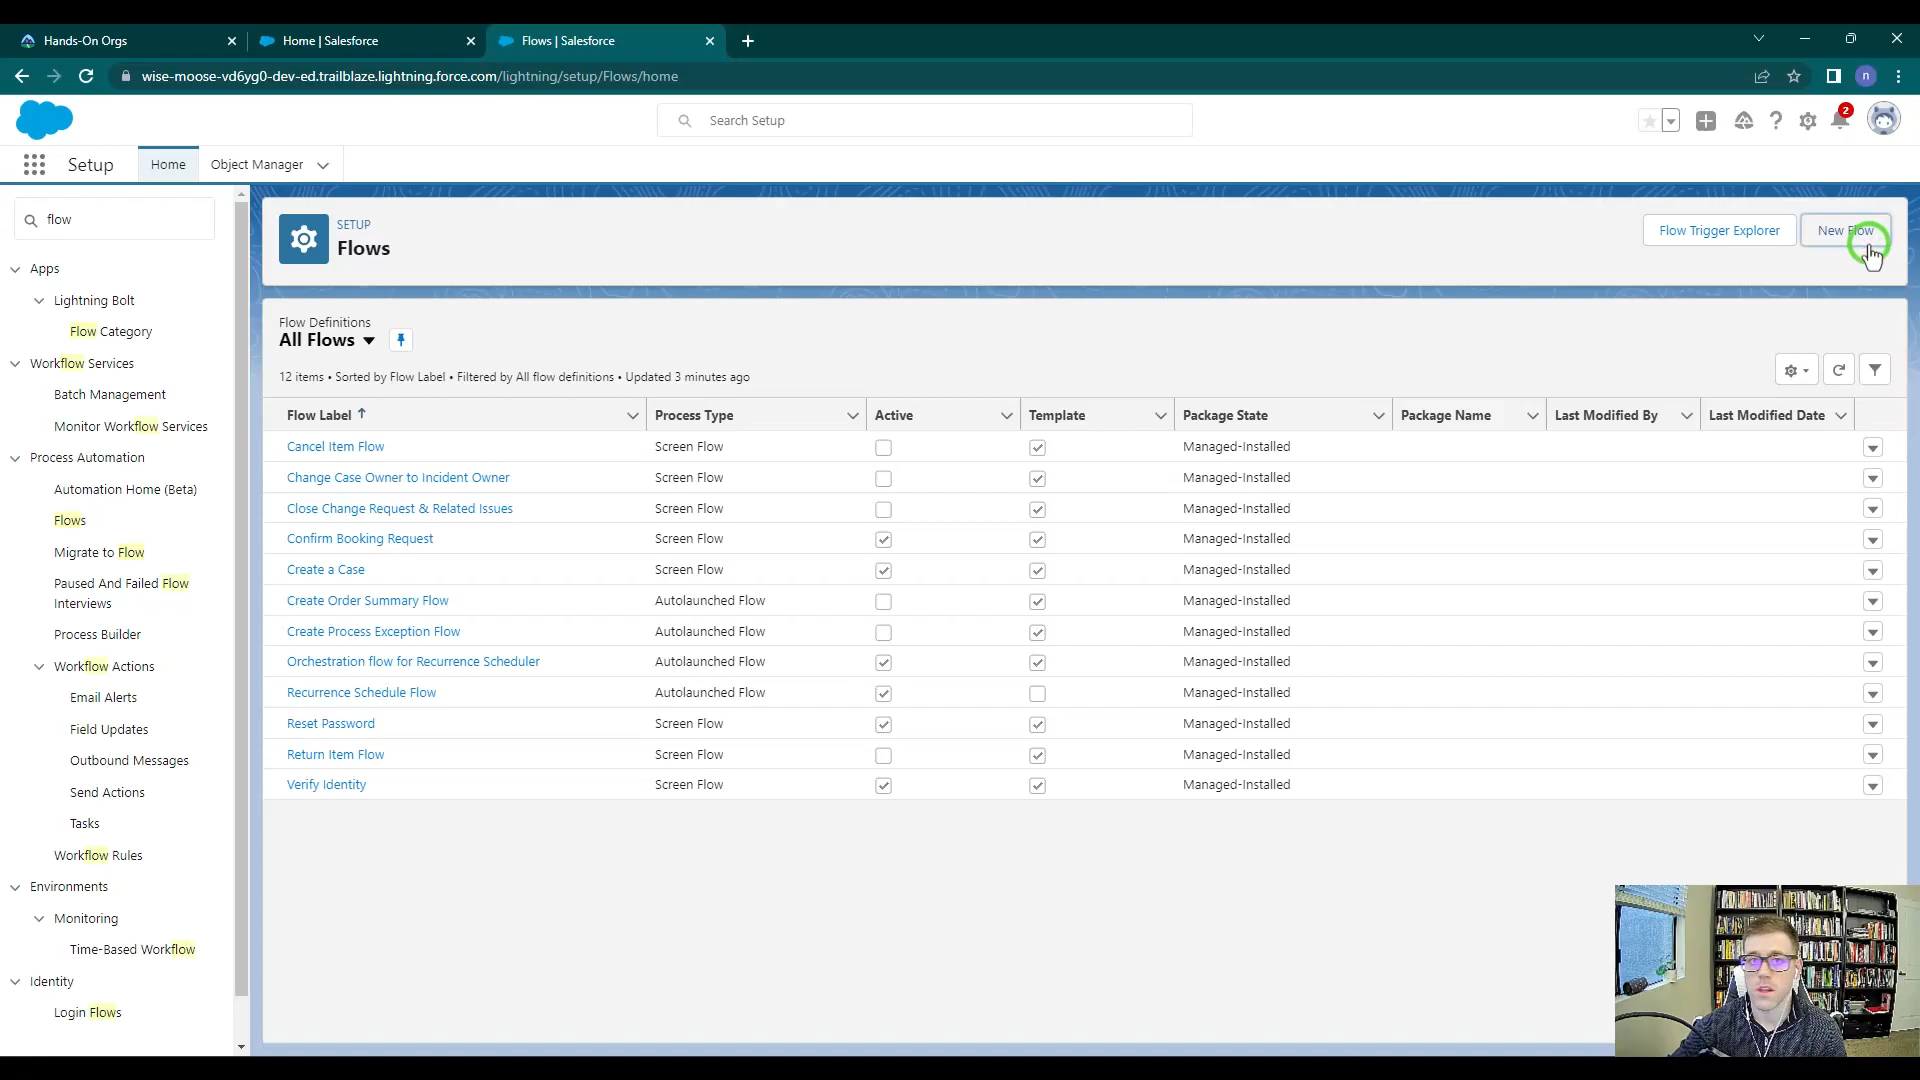 Hands-On Orgs
Home | Salesforce
Flows | Salesforce
wise-moose-vd6yg0-dev-ed.trailblaze.lightning.force.com/lightning/setup/Flows/home
n
Search Setup
2
Setup
Home
Object Manager
flow
Apps
Lightning Bolt
Flow Category
Workflow Services
Batch Management
Monitor Workflow Services
Process Automation
Automation Home (Beta)
Flows
Migrate to Flow
Paused And Failed Flow
Interviews
Process Builder
Workflow Actions
Email Alerts
Field Updates
Outbound Messages
Send Actions
Tasks
Workflow Rules
Environments
Monitoring
Time-Based Workflow
Identity
Login Flows
SETUP
Flows
Flow Trigger Explorer
New Flow
Flow Definitions
All Flows
12 items • Sorted by Flow Label • Filtered by All flow definitions • Updated 3 minutes ago
Flow Label Process Type Active Template Package State Package Name Last Modified By Last Modified Date
Cancel Item Flow Screen Flow Managed-Installed
Change Case Owner to Incident Owner Screen Flow Managed-Installed
Close Change Request & Related Issues Screen Flow Managed-Installed
Confirm Booking Request Screen Flow Managed-Installed
Create a Case Screen Flow Managed-Installed
Create Order Summary Flow Autolaunched Flow Managed-Installed
Create Process Exception Flow Autolaunched Flow Managed-Installed
Orchestration flow for Recurrence Scheduler Autolaunched Flow Managed-Installed
Recurrence Schedule Flow Autolaunched Flow Managed-Installed
Reset Password Screen Flow Managed-Installed
Return Item Flow Screen Flow Managed-Installed
Verify Identity Screen Flow Managed-Installed